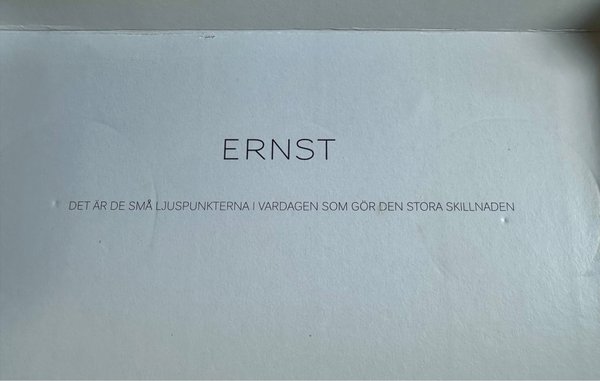 ERNST
DET ÄR DE SMÅ LJUSPUNKTERNA I VARDAGEN SOM GÖR DEN STORA SKILLNADEN